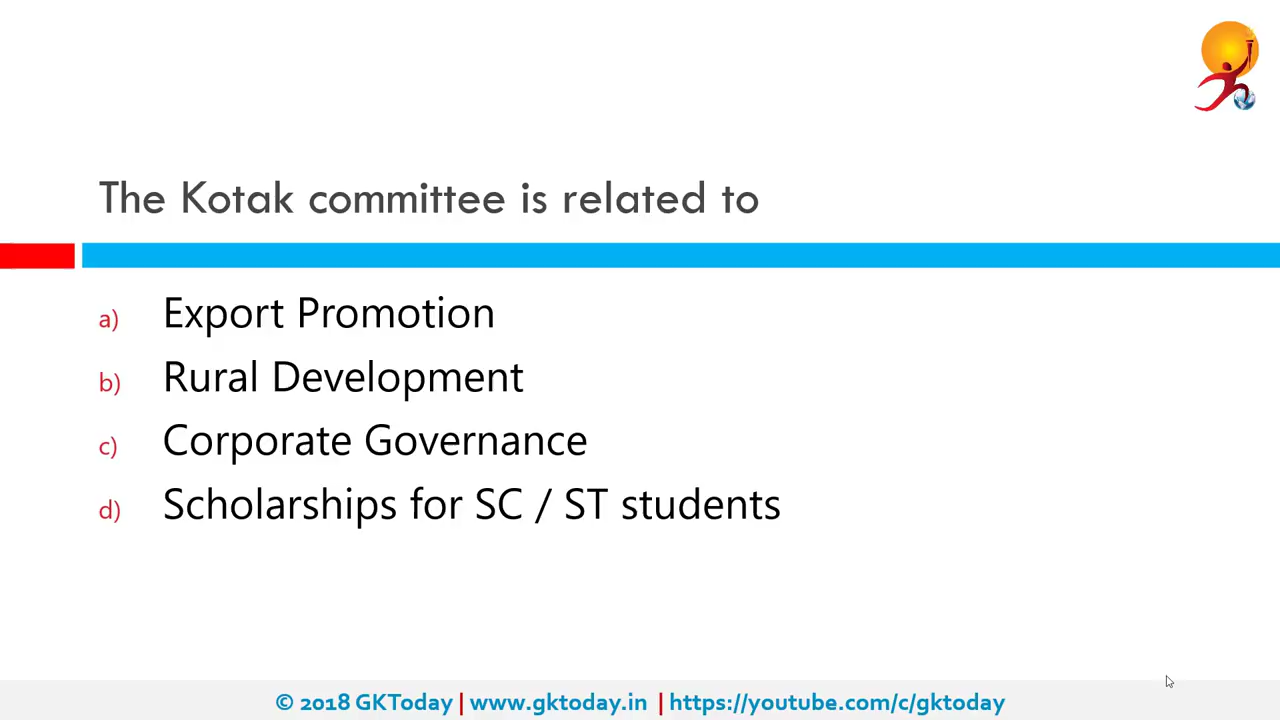 The Kotak committee is related to
a) Export Promotion
b) Rural Development
c) Corporate Governance
d) Scholarships for SC / ST students
© 2018 GKToday | www.gktoday.in | https://youtube.com/c/gktoday